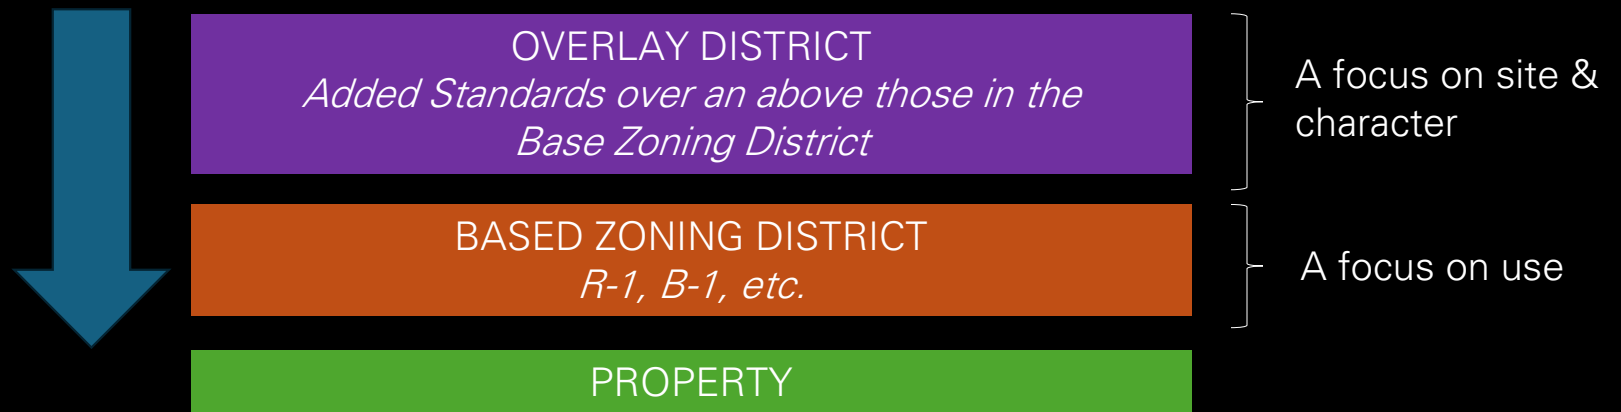 OVERLAY DISTRICT
Added Standards over an above those in the
Base Zoning District
A focus on site &
character
BASED ZONING DISTRICT
R-1, B-1, etc.
A focus on use
PROPERTY